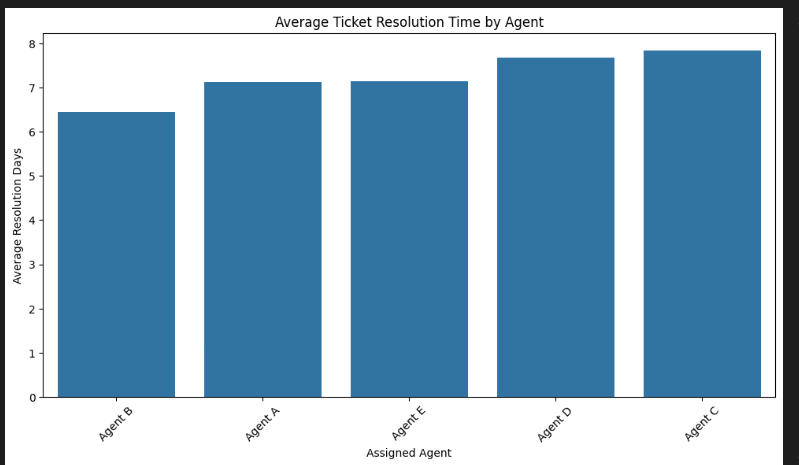 Average Ticket Resolution Time by Agent
Average Resolution Days
8
7
6
5
4
3
2
1
0
Agent B
Agent A
Agent E
Agent D
Agent C
Assigned Agent